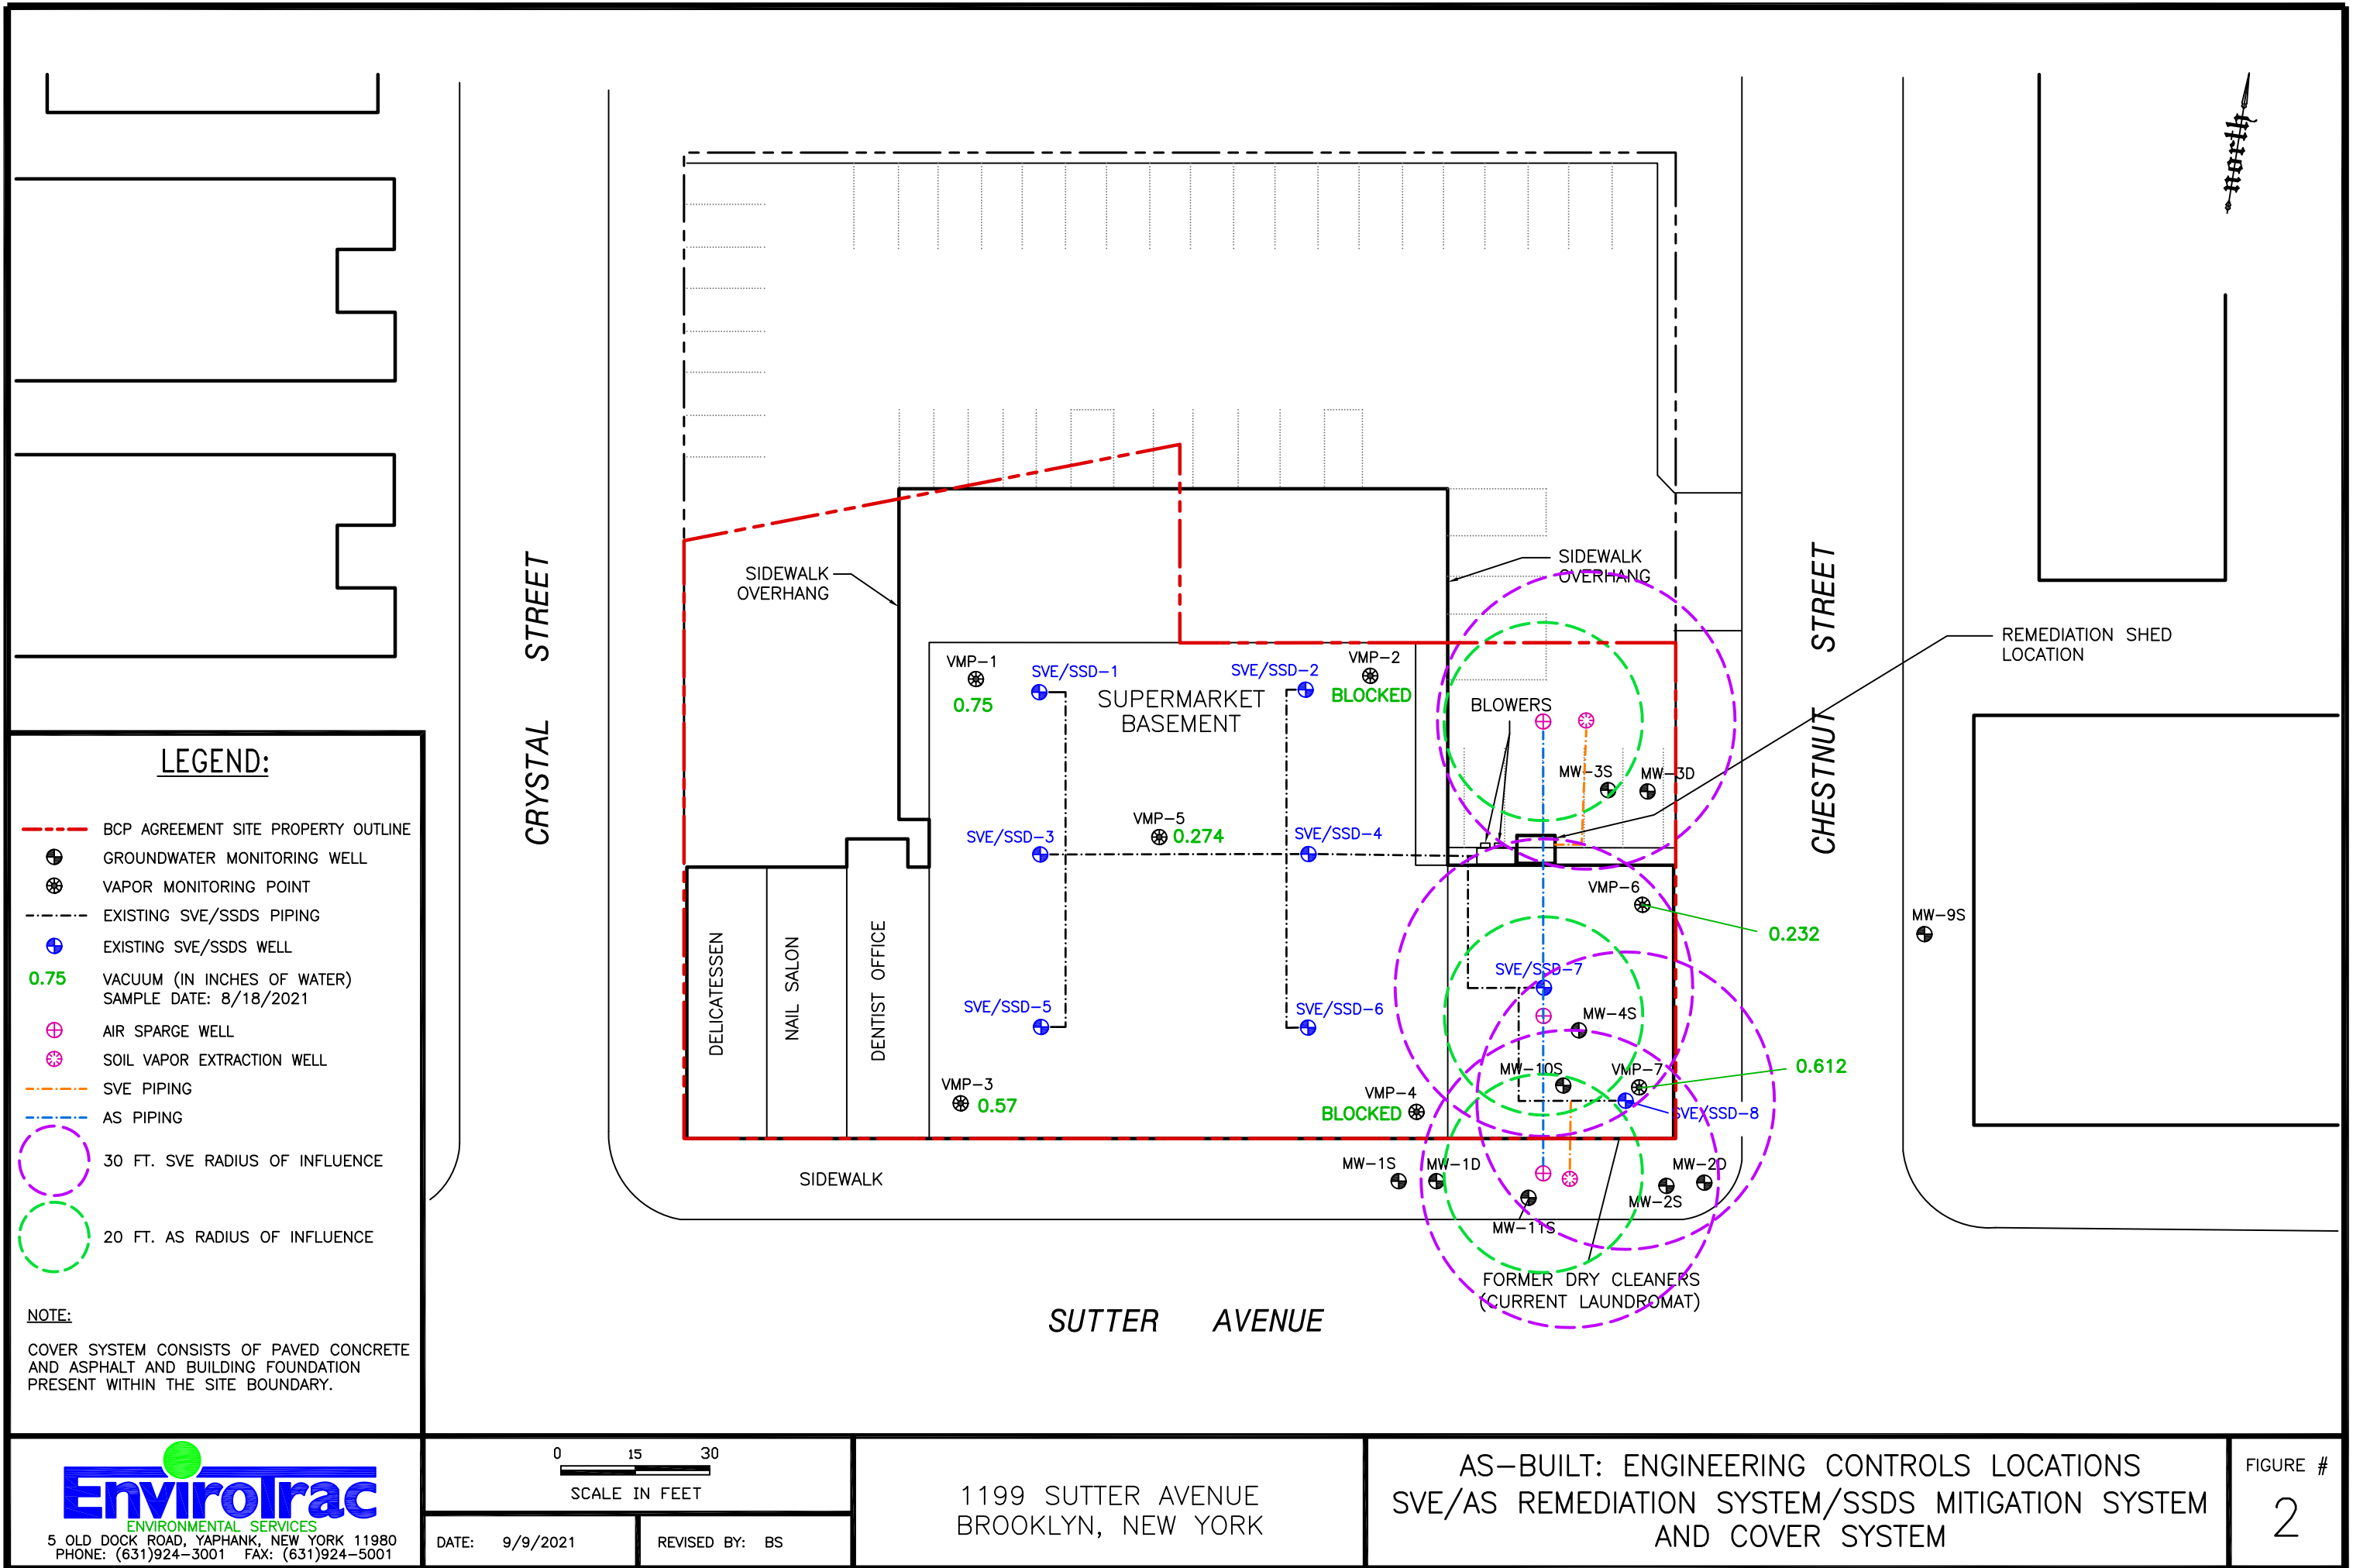 north
SIDEWALK
OVERHANG
SIDEWALK
OVERHANG
CRYSTAL STREET
CHESTNUT STREET
REMEDIATION SHED
LOCATION
VMP-1
0.75
SVE/SSD-1
SVE/SSD-2
VMP-2
BLOCKED
SUPERMARKET
BASEMENT
BLOWERS
MW-3S
MW-3D
VMP-5
0.274
SVE/SSD-3
SVE/SSD-4
VMP-6
0.232
MW-9S
DELICATESSEN
NAIL SALON
DENTIST OFFICE
SVE/SSD-7
SVE/SSD-5
SVE/SSD-6
MW-4S
MW-10S
VMP-7
0.612
VMP-3
0.57
VMP-4
BLOCKED
SVE/SSD-8
SIDEWALK
MW-1S
MW-1D
MW-2D
MW-2S
MW-11S
FORMER DRY CLEANERS
(CURRENT LAUNDROMAT)
SUTTER AVENUE
LEGEND:
BCP AGREEMENT SITE PROPERTY OUTLINE
GROUNDWATER MONITORING WELL
VAPOR MONITORING POINT
EXISTING SVE/SSDS PIPING
EXISTING SVE/SSDS WELL
0.75 VACUUM (IN INCHES OF WATER)
SAMPLE DATE: 8/18/2021
AIR SPARGE WELL
SOIL VAPOR EXTRACTION WELL
SVE PIPING
AS PIPING
30 FT. SVE RADIUS OF INFLUENCE
20 FT. AS RADIUS OF INFLUENCE
NOTE:
COVER SYSTEM CONSISTS OF PAVED CONCRETE
AND ASPHALT AND BUILDING FOUNDATION
PRESENT WITHIN THE SITE BOUNDARY.
EnviroTrac
ENVIRONMENTAL SERVICES
5 OLD DOCK ROAD, YAPHANK, NEW YORK 11980
PHONE: (631)924-3001 FAX: (631)924-5001
0 15 30
SCALE IN FEET
DATE: 9/9/2021
REVISED BY: BS
1199 SUTTER AVENUE
BROOKLYN, NEW YORK
AS-BUILT: ENGINEERING CONTROLS LOCATIONS
SVE/AS REMEDIATION SYSTEM/SSDS MITIGATION SYSTEM
AND COVER SYSTEM
FIGURE #
2